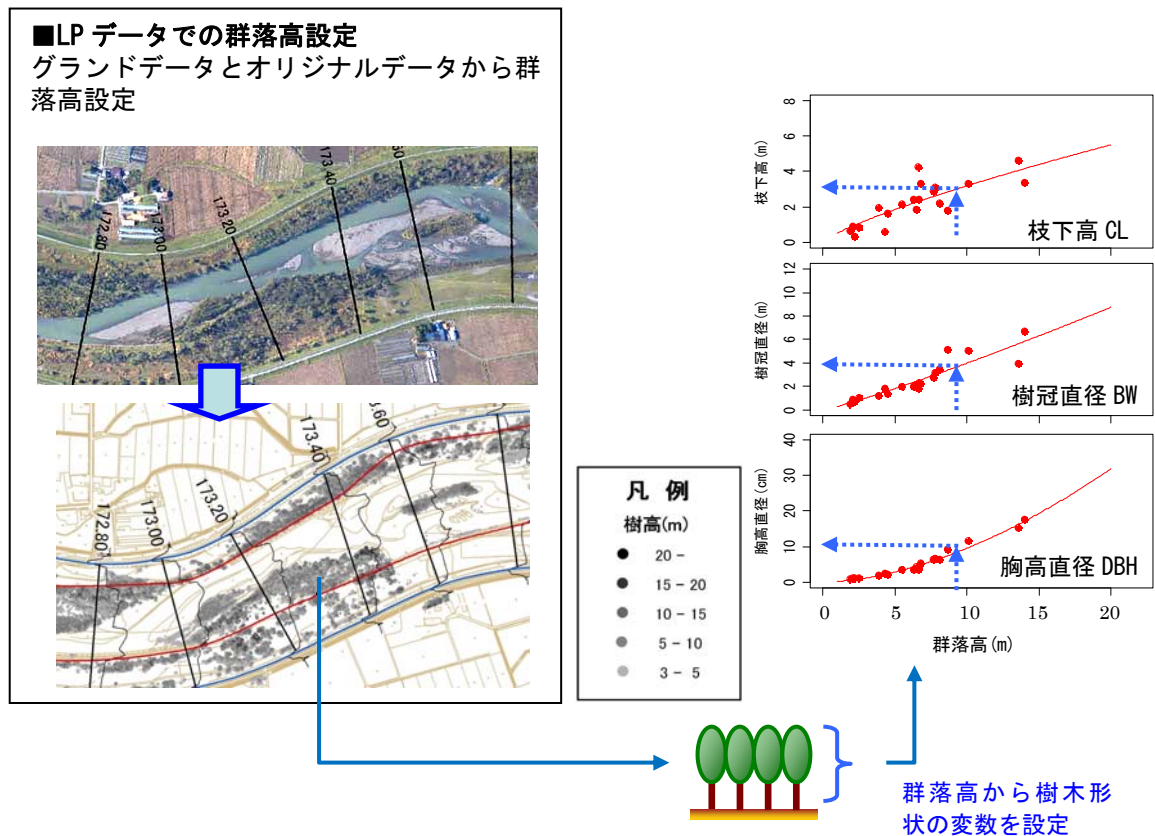 ■LP データでの群落高設定
グランドデータとオリジナルデータから群
落高設定
172.80
173.00
173.20
173.40
172.80
173.00
173.20
173.40
凡 例
樹高(m)
20 -
15 - 20
10 - 15
5 - 10
3 - 5
枝下高(m)
0 2 4 6 8
枝下高 CL
樹冠直径(m)
0 2 4 6 8 10 12
樹冠直径 BW
胸高直径(cm)
0 10 20 30 40
胸高直径 DBH
0 5 10 15 20
群落高(m)
群落高から樹木形
状の変数を設定